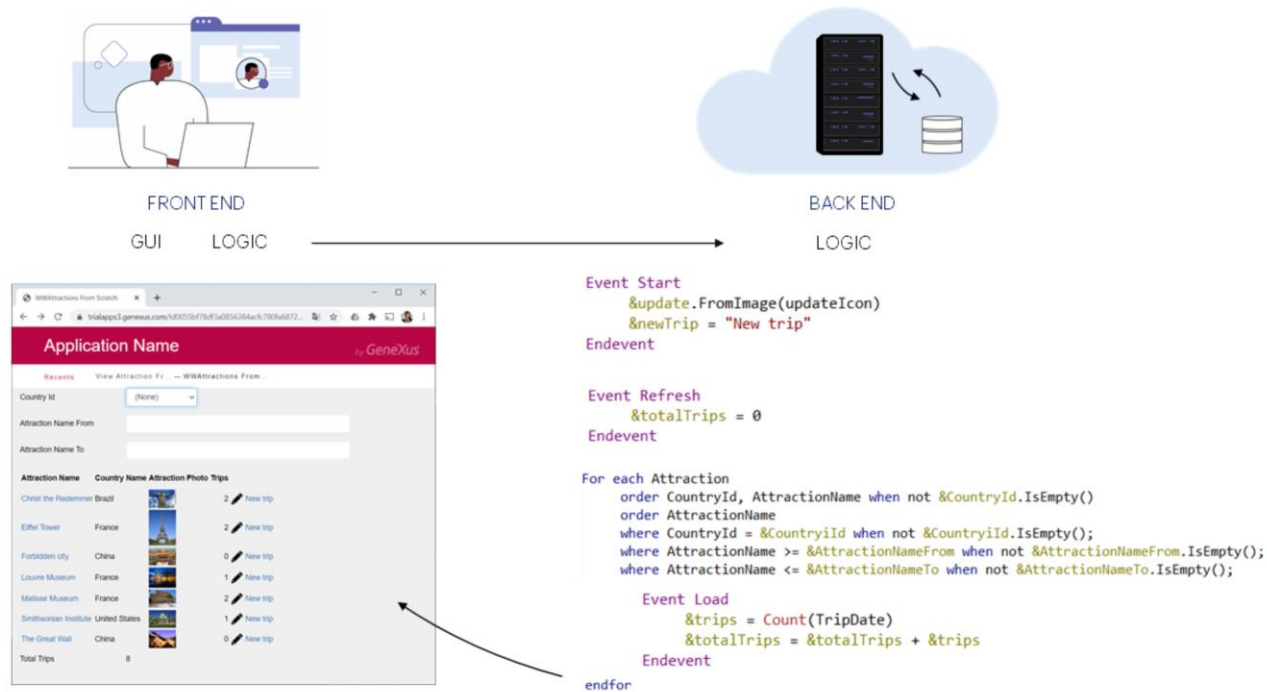 FRONT END
BACK END
GUI LOGIC
LOGIC
WWAttractions From Scratch
Application Name
by GeneXus
Recents View Attraction Fr... — WWAttractions From...
Country Id (None)
Attraction Name From
Attraction Name To
Attraction Name Country Name Attraction Photo Trips
Christ the Redemmer Brazil 2 New trip
Eiffel Tower France 2 New trip
Forbidden city China 0 New trip
Louvre Museum France 1 New trip
Matisse Museum France 2 New trip
Smithsonian Institute United States 1 New trip
The Great Wall China 0 New trip
Total Trips 8
Event Start
&update.FromImage(updateIcon)
&newTrip = "New trip"
Endevent
Event Refresh
&totalTrips = 0
Endevent
For each Attraction
order CountryId, AttractionName when not &CountryId.IsEmpty()
order AttractionName
where CountryId = &CountryiId when not &CountryiId.IsEmpty();
where AttractionName >= &AttractionNameFrom when not &AttractionNameFrom.IsEmpty();
where AttractionName <= &AttractionNameTo when not &AttractionNameTo.IsEmpty();
Event Load
&trips = Count(TripDate)
&totalTrips = &totalTrips + &trips
Endevent
endfor